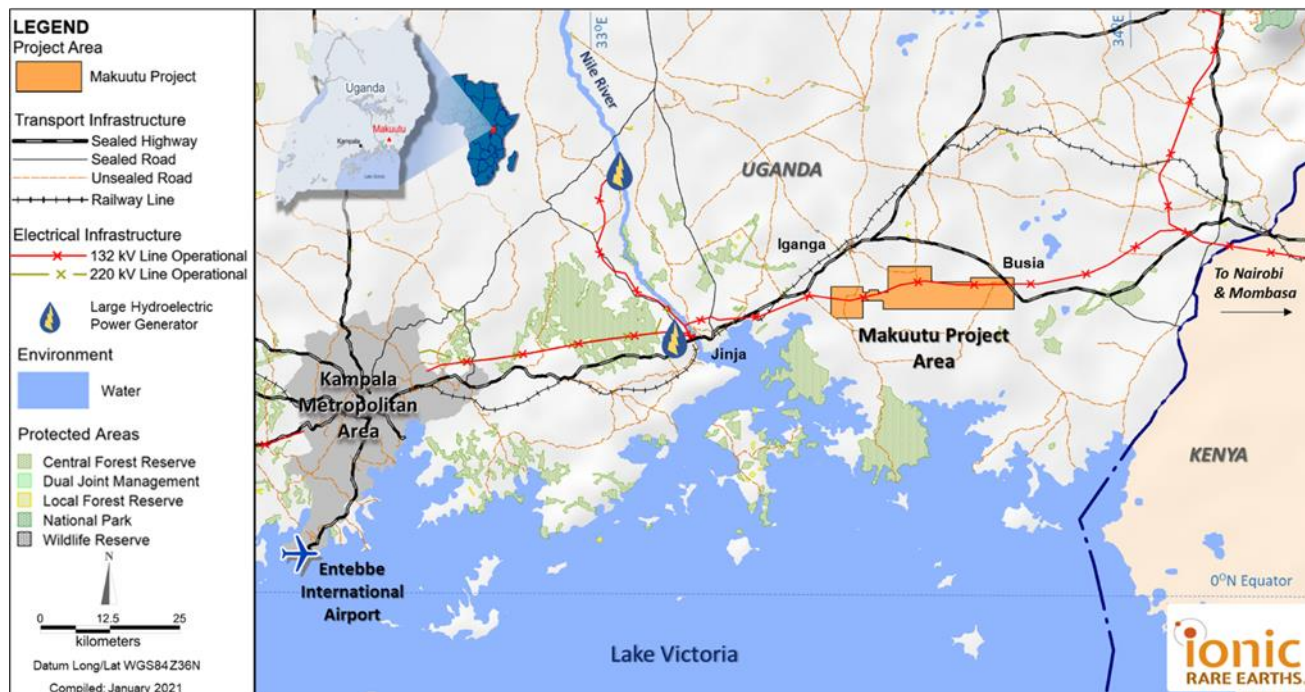 LEGEND
Project Area
Makuutu Project
Transport Infrastructure
Sealed Highway
Sealed Road
Unsealed Road
Railway Line
Electrical Infrastructure
132 kV Line Operational
220 kV Line Operational
Large Hydroelectric
Power Generator
Environment
Water
Protected Areas
Central Forest Reserve
Dual Joint Management
Local Forest Reserve
National Park
Wildlife Reserve
N
0 12.5 25
kilometers
Datum Long/Lat WGS84 Z36N
Compiled: January 2021
Uganda
Makuutu
Kampala
Lake Victoria
33°E
34°E
Nile River
UGANDA
Iganga
Busia
To Nairobi
& Mombasa
Makuutu Project
Area
Jinja
Kampala
Metropolitan
Area
KENYA
Entebbe
International
Airport
0°N Equator
Lake Victoria
ionic
RARE EARTHS